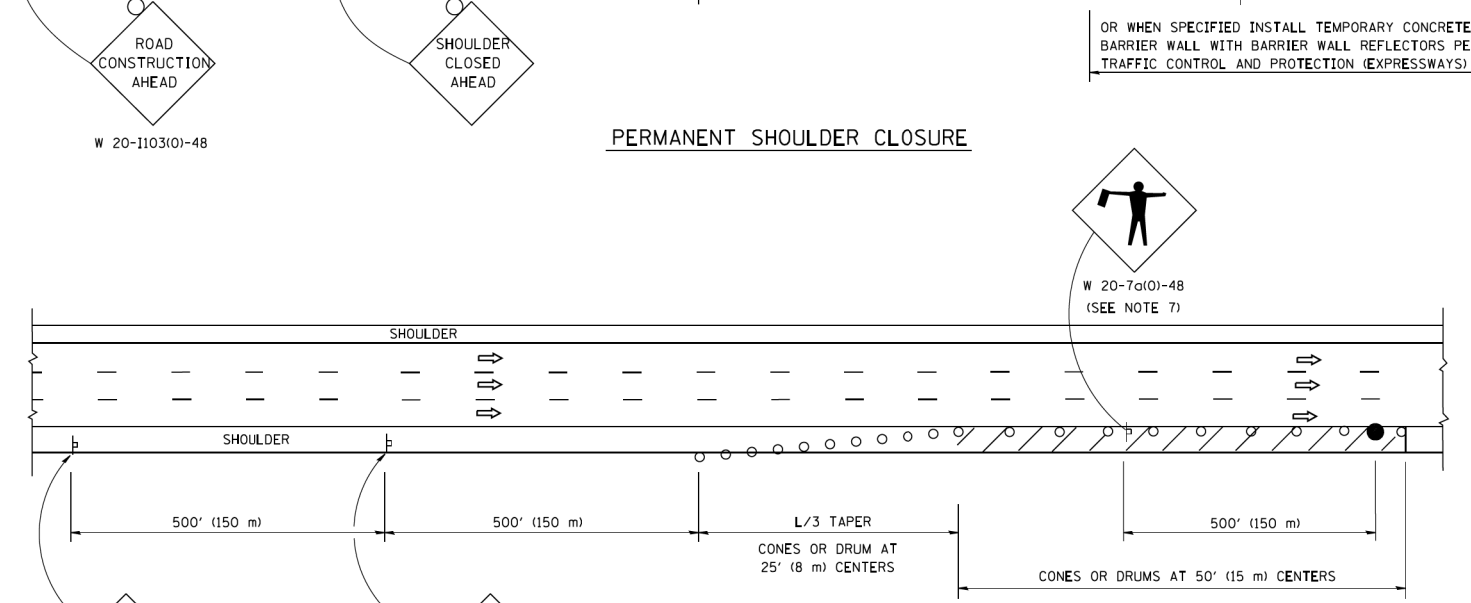 ROAD
CONSTRUCTION
AHEAD
W 20-I103(0)-48
SHOULDER
CLOSED
AHEAD
OR WHEN SPECIFIED INSTALL TEMPORARY CONCRETE
BARRIER WALL WITH BARRIER WALL REFLECTORS PE
TRAFFIC CONTROL AND PROTECTION (EXPRESSWAYS)
PERMANENT SHOULDER CLOSURE
W 20-7a(0)-48
(SEE NOTE 7)
SHOULDER
SHOULDER
500' (150 m)
500' (150 m)
L/3 TAPER
CONES OR DRUM AT
25' (8 m) CENTERS
500' (150 m)
CONES OR DRUMS AT 50' (15 m) CENTERS